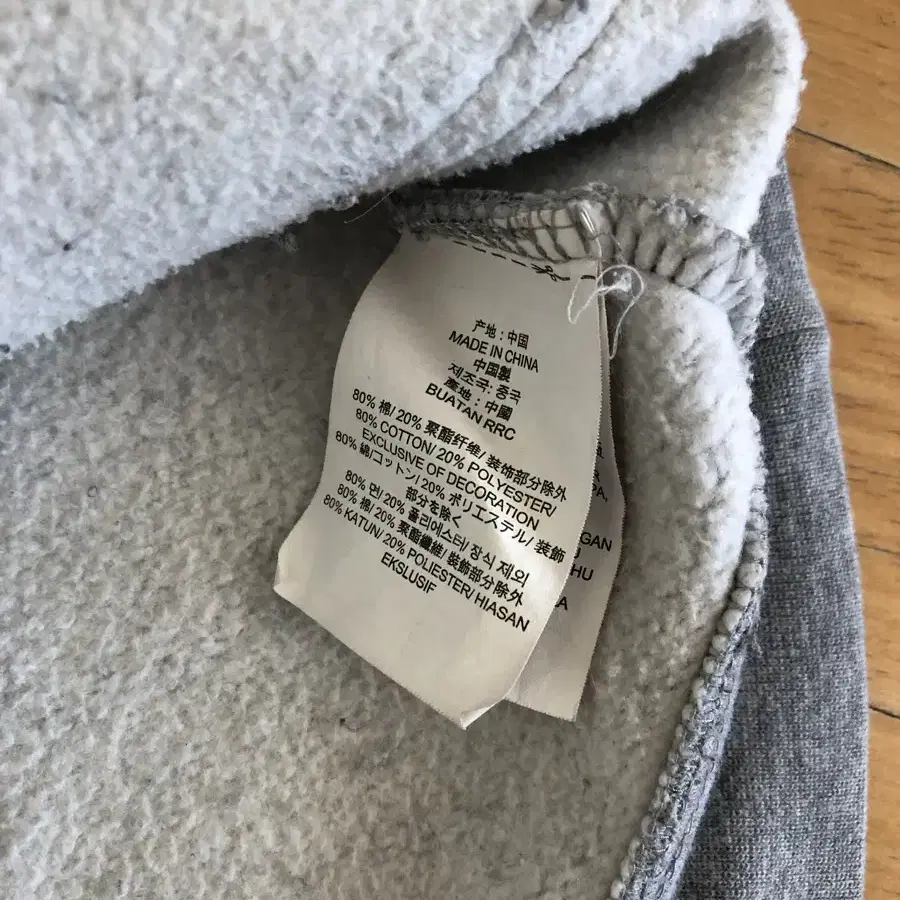 产地：中国
MADE IN CHINA
中国製
제조국: 중국
產地：中國
BUATAN RRC
80% 棉/ 20% 聚酯纤维/ 装饰部分除外
80% COTTON/ 20% POLYESTER/
EXCLUSIVE OF DECORATION
80% 綿/コットン/ 20% ポリエステル/ 装飾
部分を除く
80% 면/ 20% 폴리에스터/ 장식 제외
80% 棉/ 20% 聚酯纖維/ 裝飾部分除外
80% KATUN/ 20% POLIESTER/ HIASAN
EKSLUSIF
PA,
GAN
U
HU
A